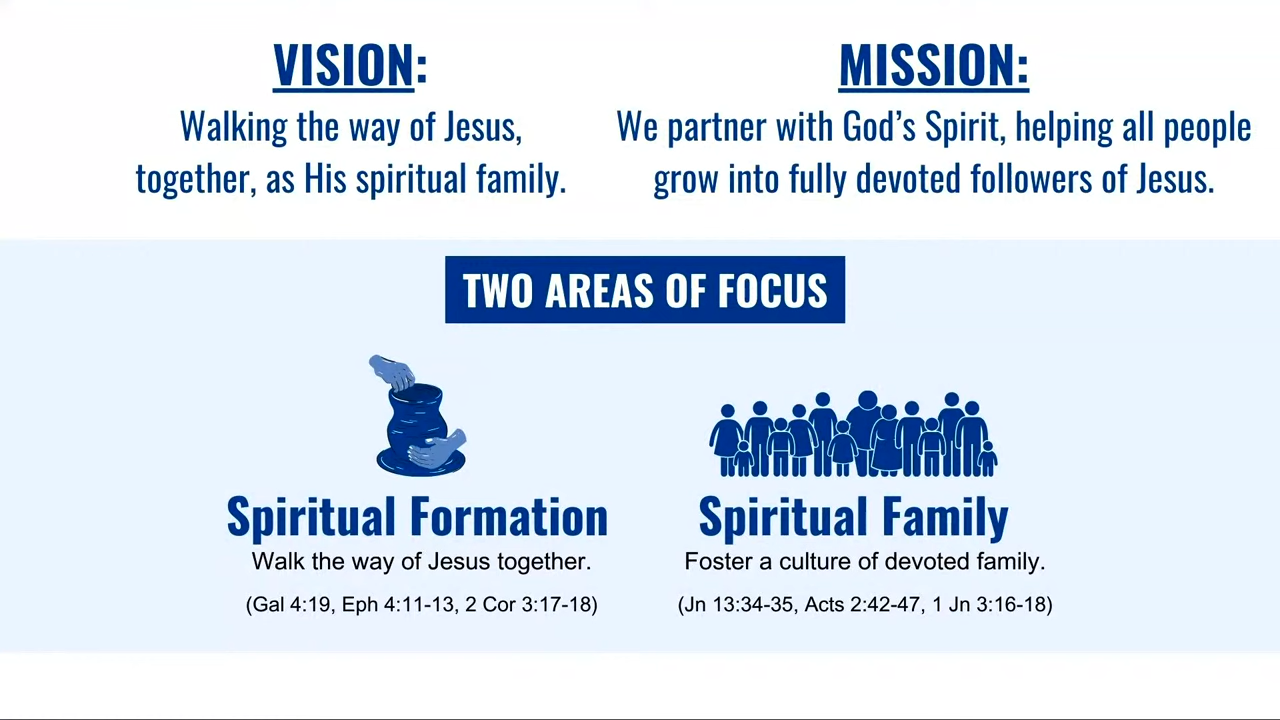 VISION:
Walking the way of Jesus,
together, as His spiritual family.
MISSION:
We partner with God’s Spirit, helping all people
grow into fully devoted followers of Jesus.
TWO AREAS OF FOCUS
Spiritual Formation
Walk the way of Jesus together.
(Gal 4:19, Eph 4:11-13, 2 Cor 3:17-18)
Spiritual Family
Foster a culture of devoted family.
(Jn 13:34-35, Acts 2:42-47, 1 Jn 3:16-18)